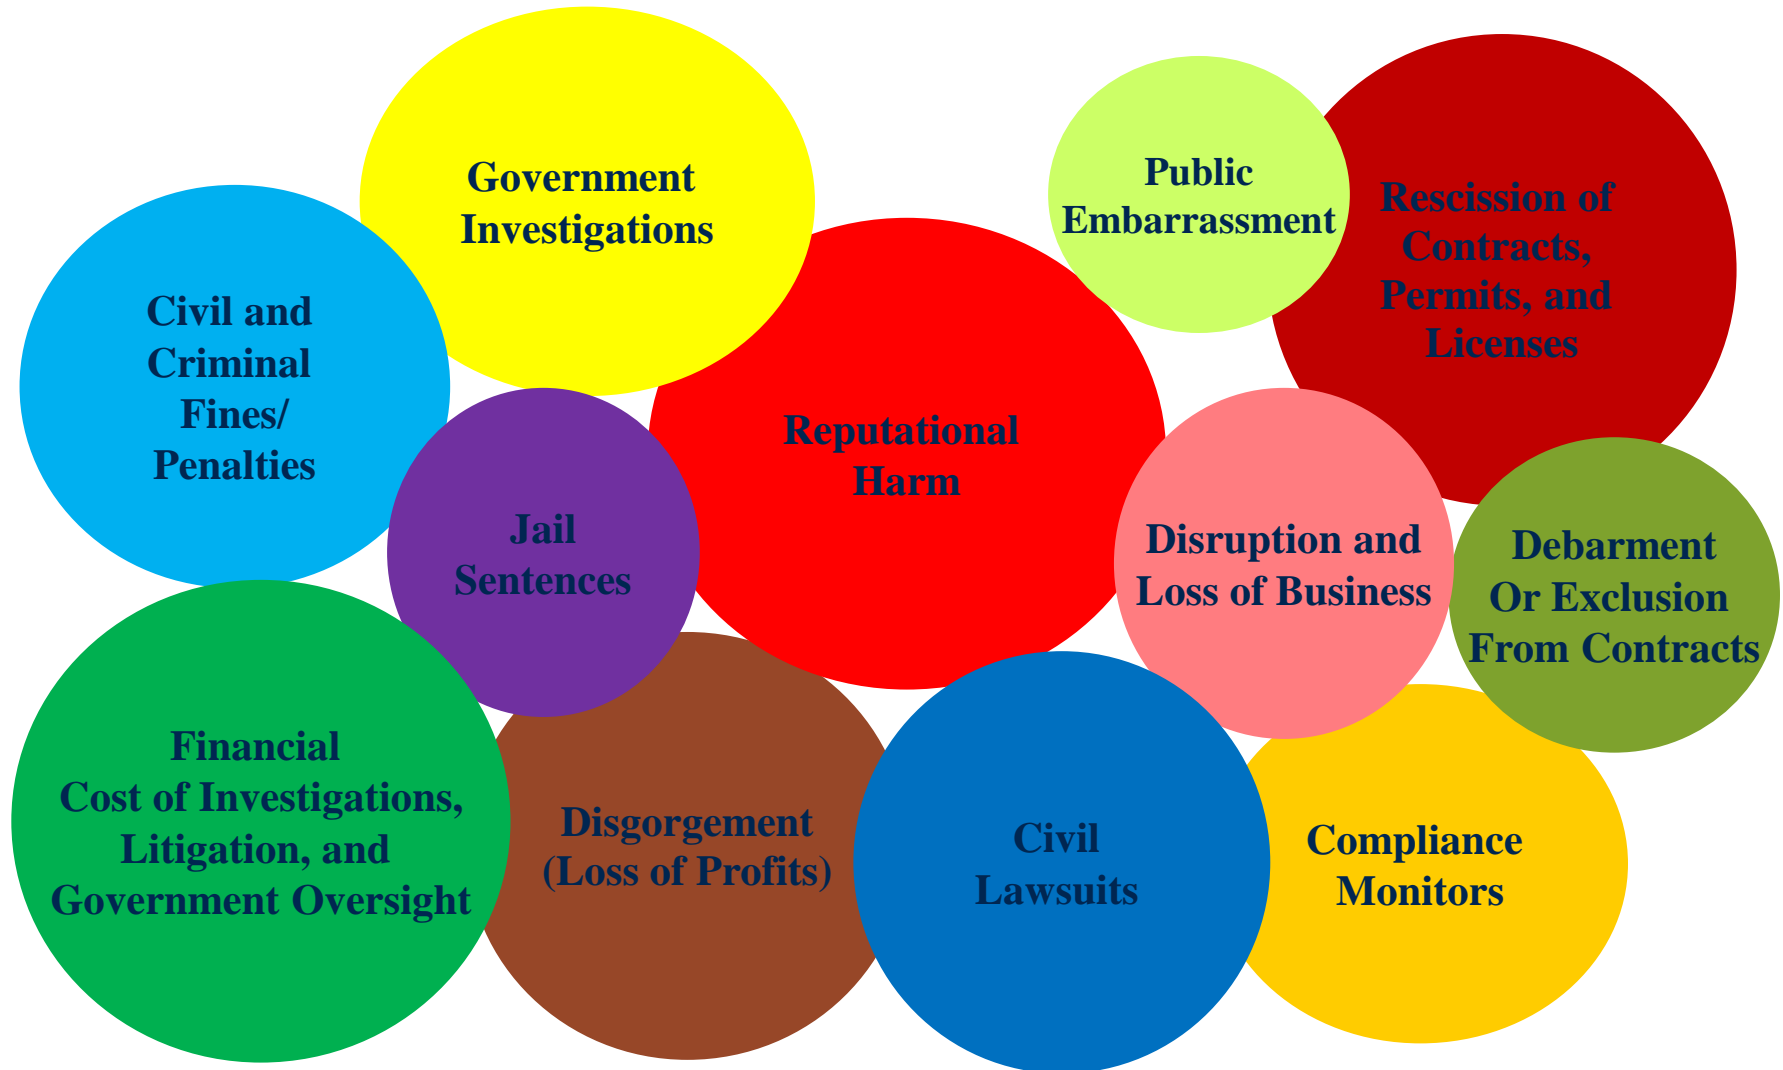 Government
Investigations
Public
Embarrassment
Rescission of
Contracts,
Permits, and
Licenses
Civil and
Criminal
Fines/
Penalties
Reputational
Harm
Jail
Sentences
Disruption and
Loss of Business
Debarment
Or Exclusion
From Contracts
Financial
Cost of Investigations,
Litigation, and
Government Oversight
Disgorgement
(Loss of Profits)
Civil
Lawsuits
Compliance
Monitors